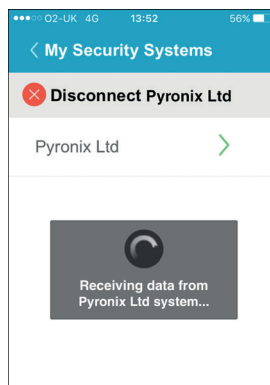 O2-UK 4G 13:52 56%
My Security Systems
Disconnect Pyronix Ltd
Pyronix Ltd
Receiving data from
Pyronix Ltd system...